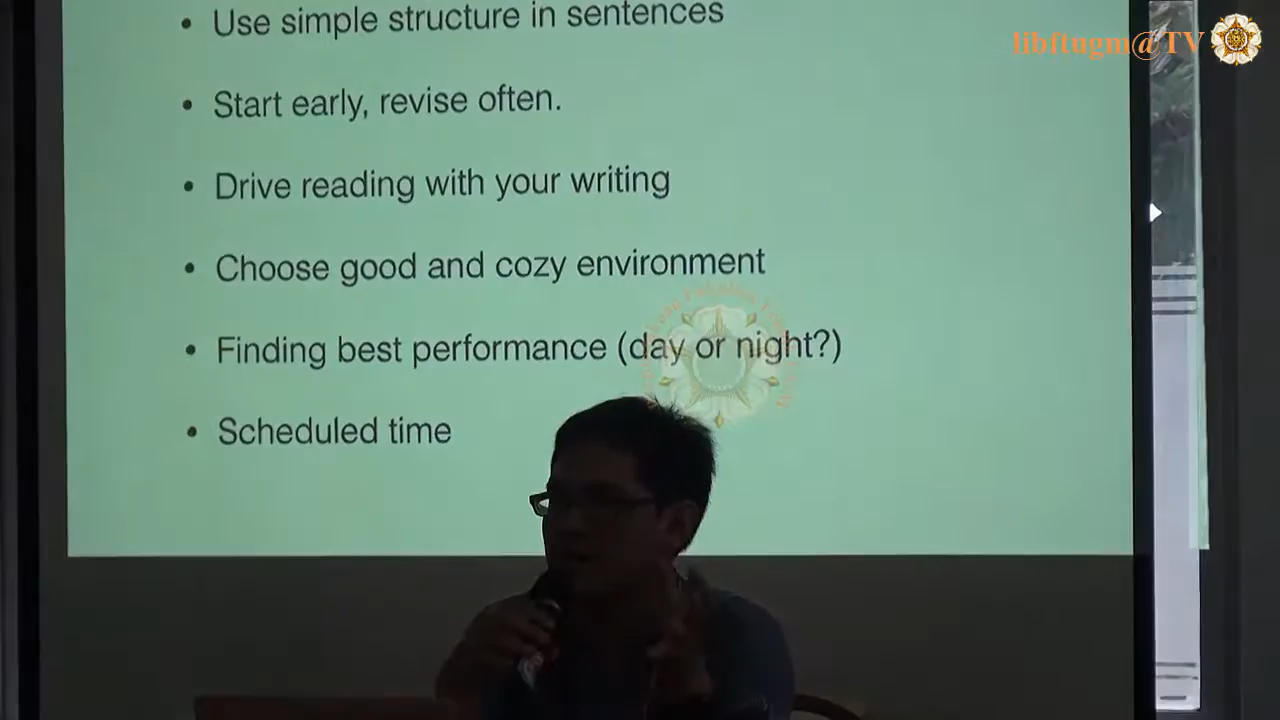 libftugm@TV
• Use simple structure in sentences
• Start early, revise often.
• Drive reading with your writing
• Choose good and cozy environment
• Finding best performance (day or night?)
• Scheduled time